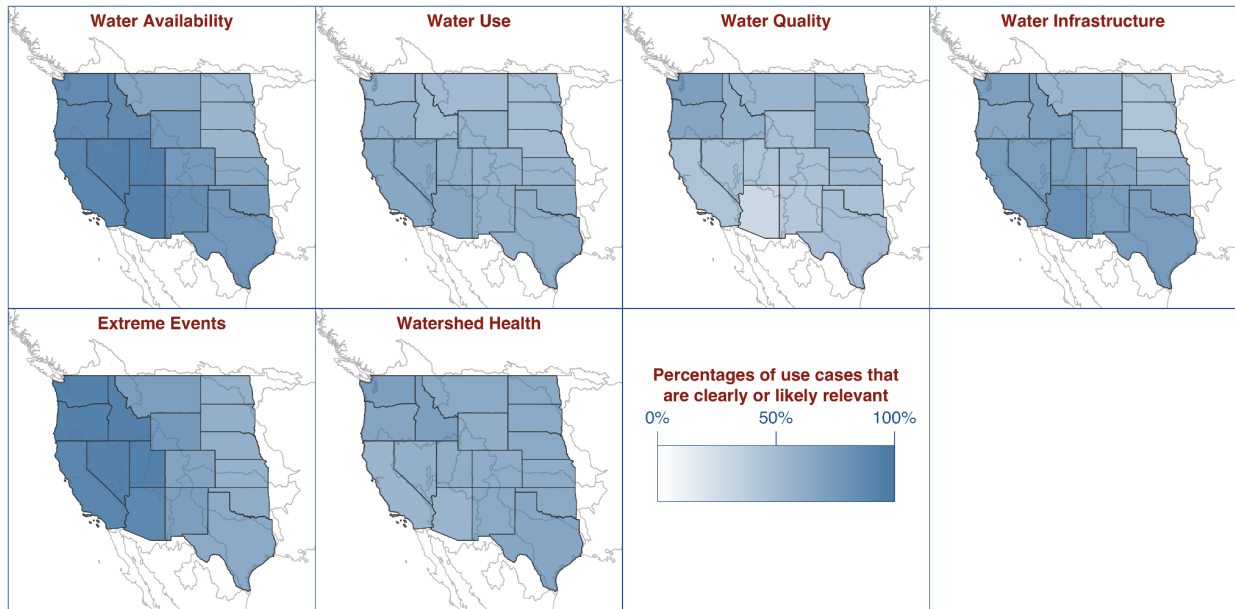 Water Availability
Water Use
Water Quality
Water Infrastructure
Extreme Events
Watershed Health
Percentages of use cases that
are clearly or likely relevant
0%
50%
100%